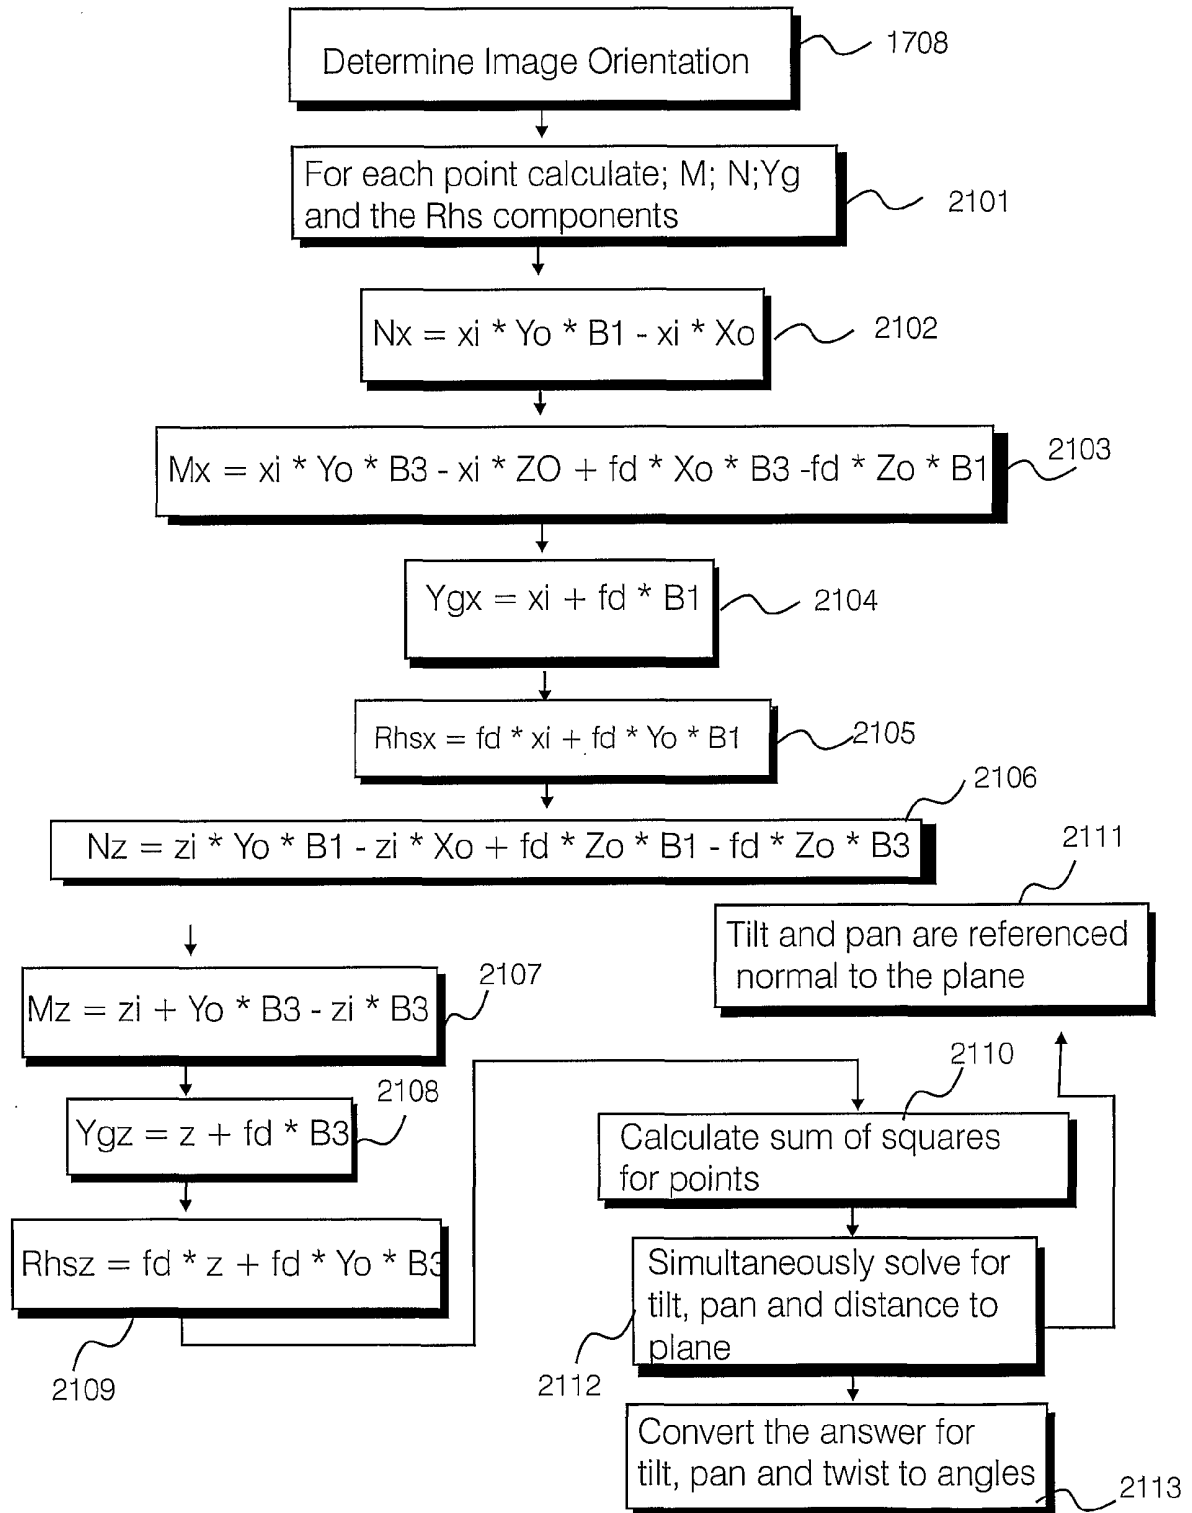 Determine Image Orientation
1708
For each point calculate; M; N;Yg
and the Rhs components
2101
Nx = xi * Yo * B1 - xi * Xo
2102
Mx = xi * Yo * B3 - xi * ZO + fd * Xo * B3 -fd * Zo * B1
2103
Ygx = xi + fd * B1
2104
Rhsx = fd * xi + fd * Yo * B1
2105
Nz = zi * Yo * B1 - zi * Xo + fd * Zo * B1 - fd * Zo * B3
2106
Mz = zi + Yo * B3 - zi * B3
2107
Ygz = z + fd * B3
2108
Rhsz = fd * z + fd * Yo * B3
2109
Calculate sum of squares
for points
2110
Tilt and pan are referenced
normal to the plane
2111
Simultaneously solve for
tilt, pan and distance to
plane
2112
Convert the answer for
tilt, pan and twist to angles
2113